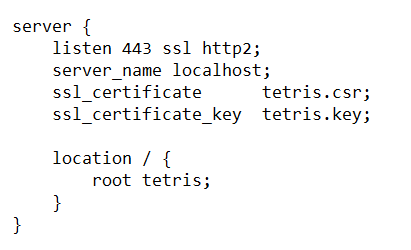 server {
    listen 443 ssl http2;
    server_name localhost;
    ssl_certificate      tetris.csr;
    ssl_certificate_key  tetris.key;

    location / {
        root tetris;
    }
}